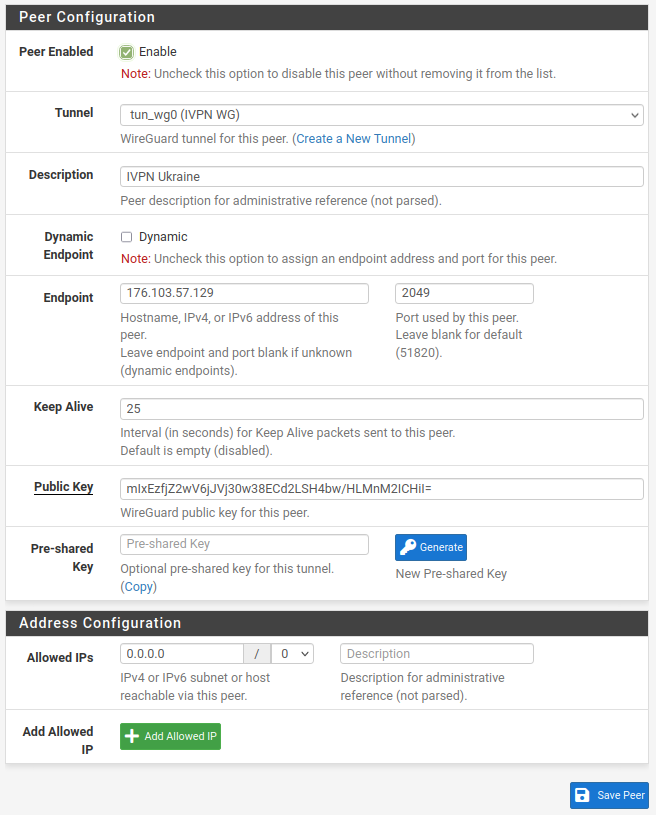 Peer Configuration
Peer Enabled
Enable
Note: Uncheck this option to disable this peer without removing it from the list.
Tunnel
tun_wg0 (IVPN WG)
WireGuard tunnel for this peer. (Create a New Tunnel)
Description
IVPN Ukraine
Peer description for administrative reference (not parsed).
Dynamic
Endpoint
Dynamic
Note: Uncheck this option to assign an endpoint address and port for this peer.
Endpoint
176.103.57.129
Hostname, IPv4, or IPv6 address of this
peer.
Leave endpoint and port blank if unknown
(dynamic endpoints).
2049
Port used by this peer.
Leave blank for default
(51820).
Keep Alive
25
Interval (in seconds) for Keep Alive packets sent to this peer.
Default is empty (disabled).
Public Key
mIxEzfjZ2wV6jJVj30w38ECd2LSH4bw/HLMnM2ICHiI=
WireGuard public key for this peer.
Pre-shared
Key
Pre-shared Key
Optional pre-shared key for this tunnel.
(Copy)
Generate
New Pre-shared Key
Address Configuration
Allowed IPs
0.0.0.0 / 0
IPv4 or IPv6 subnet or host
reachable via this peer.
Description
Description for administrative
reference (not parsed).
Add Allowed
IP
Add Allowed IP
Save Peer